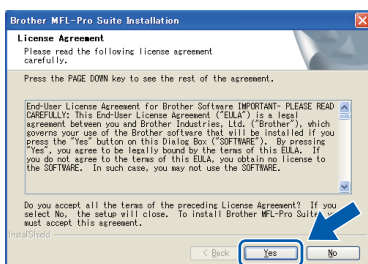 Brother MFL-Pro Suite Installation
License Agreement
Please read the following license agreement
carefully.
Press the PAGE DOWN key to see the rest of the agreement.
End-User License Agreement for Brother Software IMPORTANT- PLEASE READ
CAREFULLY: This End-User License Agreement ("EULA") is a legal
agreement between you and Brother Industries, Ltd. ("Brother"), which
governs your use of the Brother software that will be installed if you
press the "Yes" button on this Dialog Box ("SOFTWARE"). By pressing
"Yes", you agree to be legally bound by the terms of this EULA. If
you do not agree to the terms of this EULA, you obtain no license to
the SOFTWARE. In such case, you may not use the SOFTWARE.
Do you accept all the terms of the preceding License Agreement? If you
select No, the setup will close. To install Brother MFL-Pro Suite,
must accept this agreement.
InstallShield
< Back
Yes
No